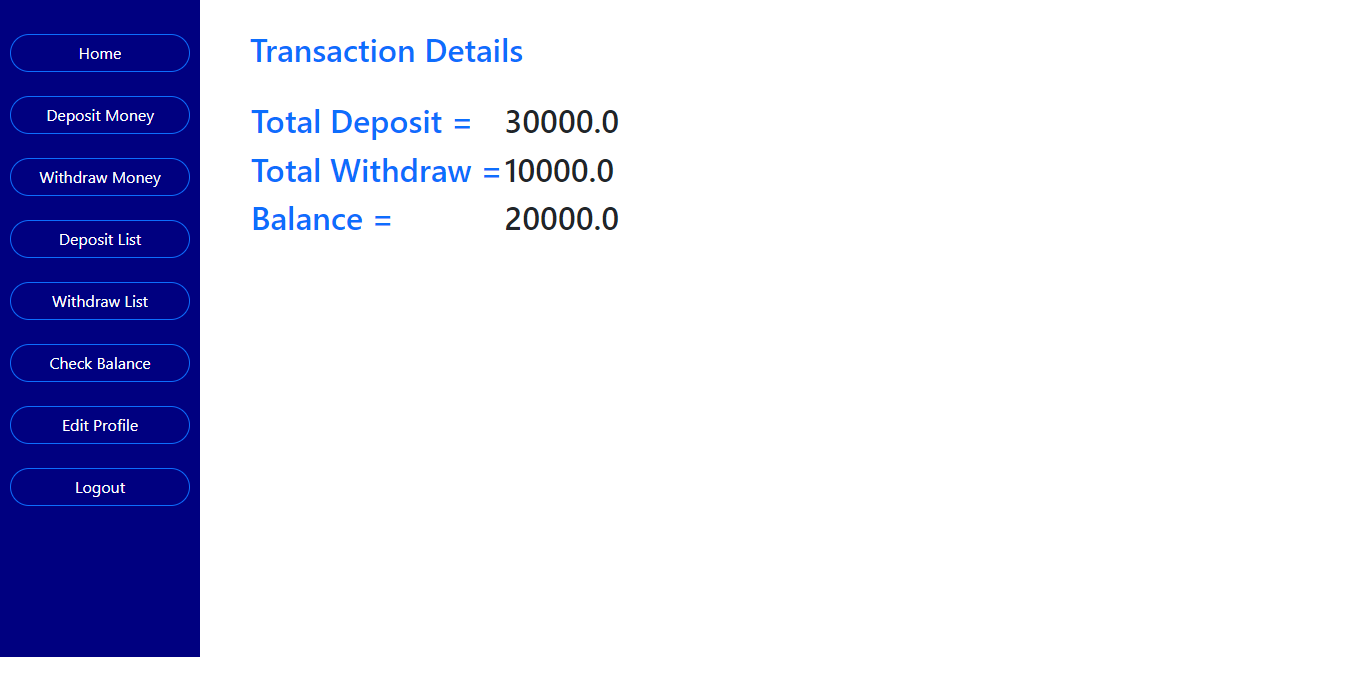 Home
Deposit Money
Withdraw Money
Deposit List
Withdraw List
Check Balance
Edit Profile
Logout
Transaction Details
Total Deposit = 30000.0
Total Withdraw = 10000.0
Balance = 20000.0